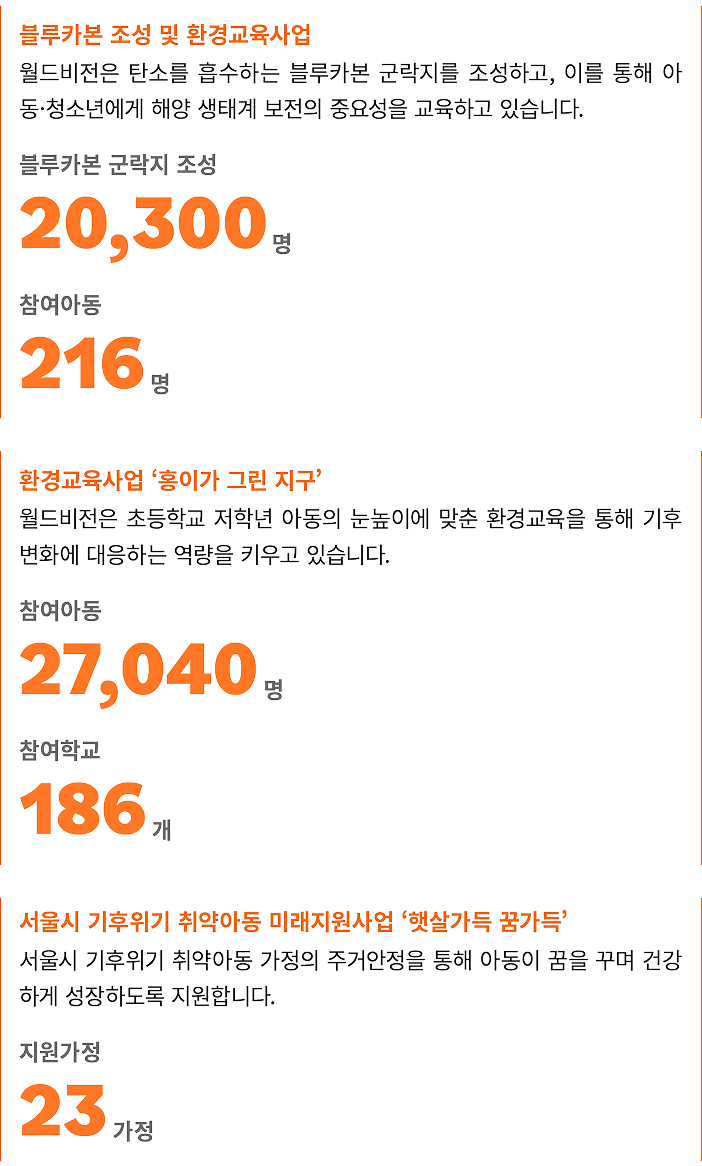 블루카본 조성 및 환경교육사업
월드비전은 탄소를 흡수하는 블루카본 군락지를 조성하고, 이를 통해 아
동·청소년에게 해양 생태계 보전의 중요성을 교육하고 있습니다.
블루카본 군락지 조성
20,300 명
참여아동
216 명
환경교육사업 ‘홍이가 그린 지구’
월드비전은 초등학교 저학년 아동의 눈높이에 맞춘 환경교육을 통해 기후
변화에 대응하는 역량을 키우고 있습니다.
참여아동
27,040 명
참여학교
186 개
서울시 기후위기 취약아동 미래지원사업 ‘햇살가득 꿈가득’
서울시 기후위기 취약아동 가정의 주거안정을 통해 아동이 꿈을 꾸며 건강
하게 성장하도록 지원합니다.
지원가정
23 가정